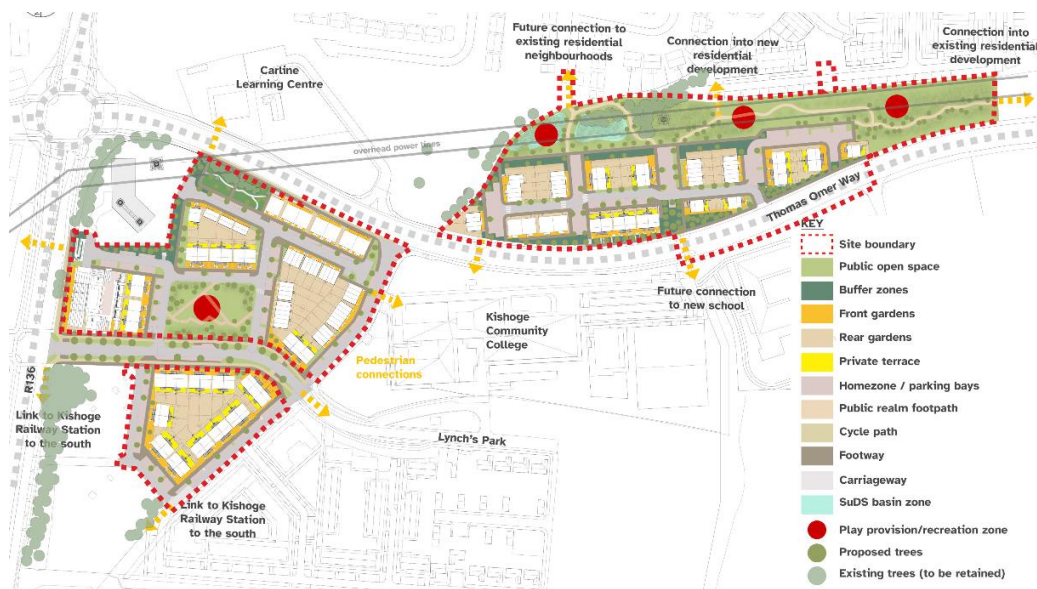 Future connection to
existing residential
neighbourhoods
Connection into new
residential
development
Connection into
existing residential
development
Carline
Learning Centre
overhead power lines
Thomas Omer Way
Future connection
to new school
Kishoge
Community
College
Pedestrian
connections
R136
Link to Kishoge
Railway Station
to the south
Lynch's Park
Link to Kishoge
Railway Station
to the south
KEY
Site boundary
Public open space
Buffer zones
Front gardens
Rear gardens
Private terrace
Homezone / parking bays
Public realm footpath
Cycle path
Footway
Carriageway
SuDS basin zone
Play provision/recreation zone
Proposed trees
Existing trees (to be retained)